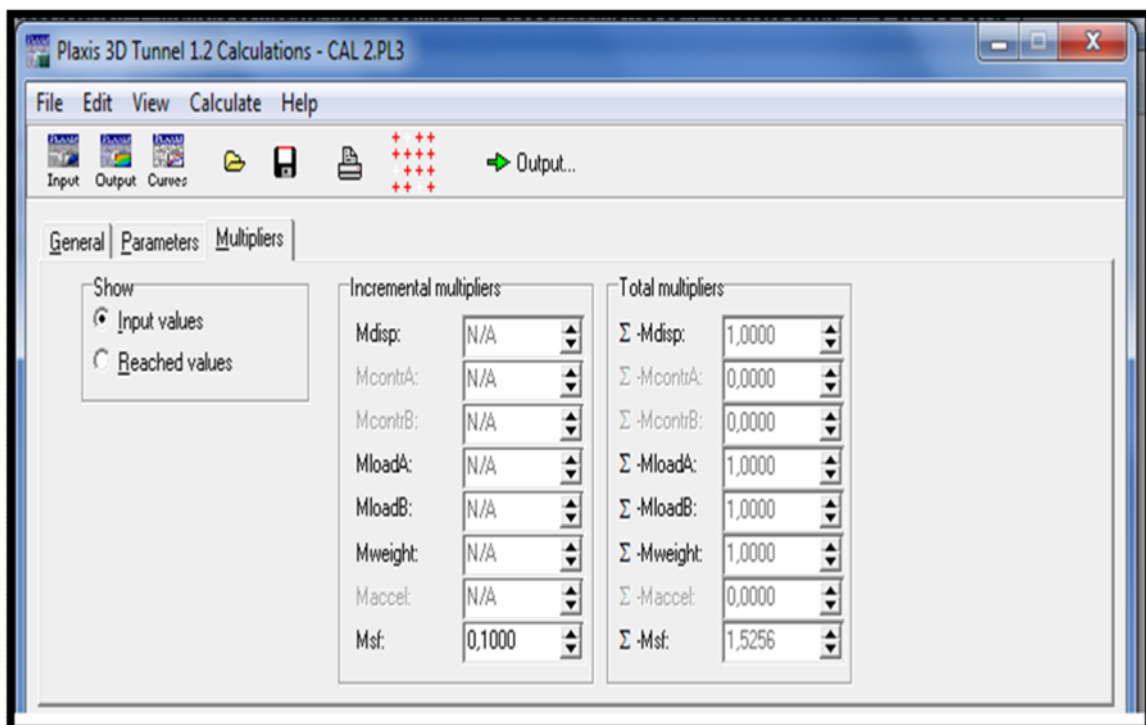 Plaxis 3D Tunnel 1.2 Calculations - CAL 2.PL3
File Edit View Calculate Help
Input Output Curves Output...
General Parameters Multipliers
Show
Input values
Reached values
Incremental multipliers
Mdisp: N/A
McontrA: N/A
McontrB: N/A
MloadA: N/A
MloadB: N/A
Mweight: N/A
Maccel: N/A
Msf: 0,1000
Total multipliers
Σ -Mdisp: 1,0000
Σ -McontrA: 0,0000
Σ -McontrB: 0,0000
Σ -MloadA: 1,0000
Σ -MloadB: 1,0000
Σ -Mweight: 1,0000
Σ -Maccel: 0,0000
Σ -Msf: 1,5256